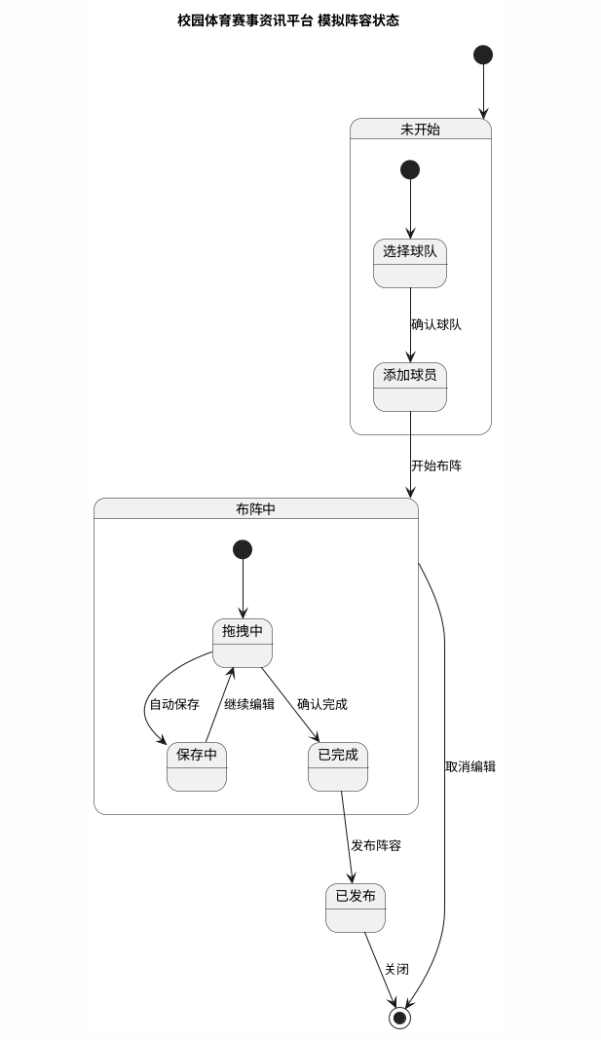 校园体育赛事资讯平台 模拟阵容状态
未开始
选择球队
确认球队
添加球员
开始布阵
布阵中
拖拽中
自动保存
继续编辑
确认完成
保存中
已完成
取消编辑
发布阵容
已发布
关闭